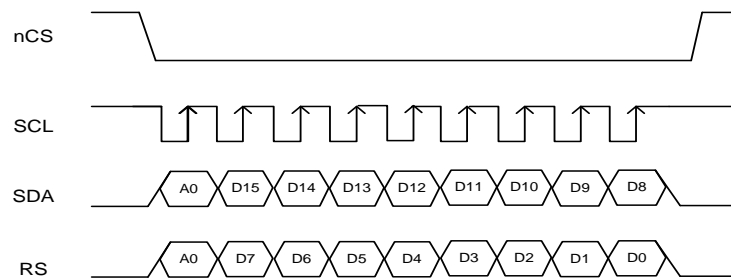 nCS
SCL
SDA A0 D15 D14 D13 D12 D11 D10 D9 D8
RS A0 D7 D6 D5 D4 D3 D2 D1 D0